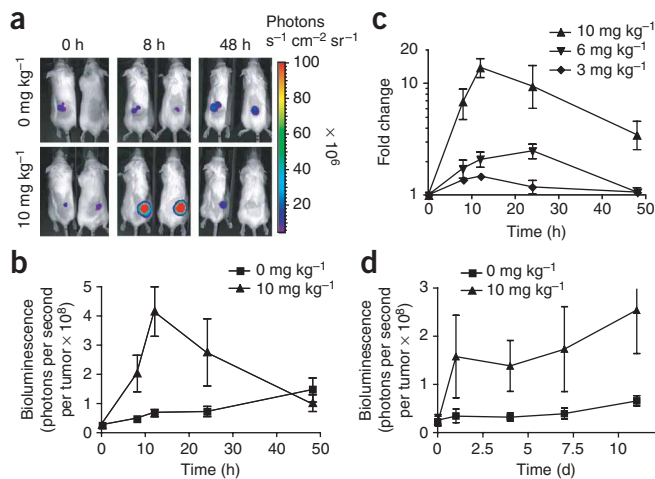 a
Photons
s⁻¹ cm⁻² sr⁻¹
0 h
8 h
48 h
0 mg kg⁻¹
10 mg kg⁻¹
100
80
60
40
20
× 10⁶
b
0 mg kg⁻¹
10 mg kg⁻¹
Bioluminescence
(photons per second
per tumor × 10⁸)
5
4
3
2
1
0
0 10 20 30 40 50
Time (h)
c
10 mg kg⁻¹
6 mg kg⁻¹
3 mg kg⁻¹
Fold change
20
10
1
0 20 40 60
Time (h)
d
0 mg kg⁻¹
10 mg kg⁻¹
Bioluminescence
(photons per second
per tumor × 10⁸)
3
2
1
0
0 2.5 5 7.5 10
Time (d)